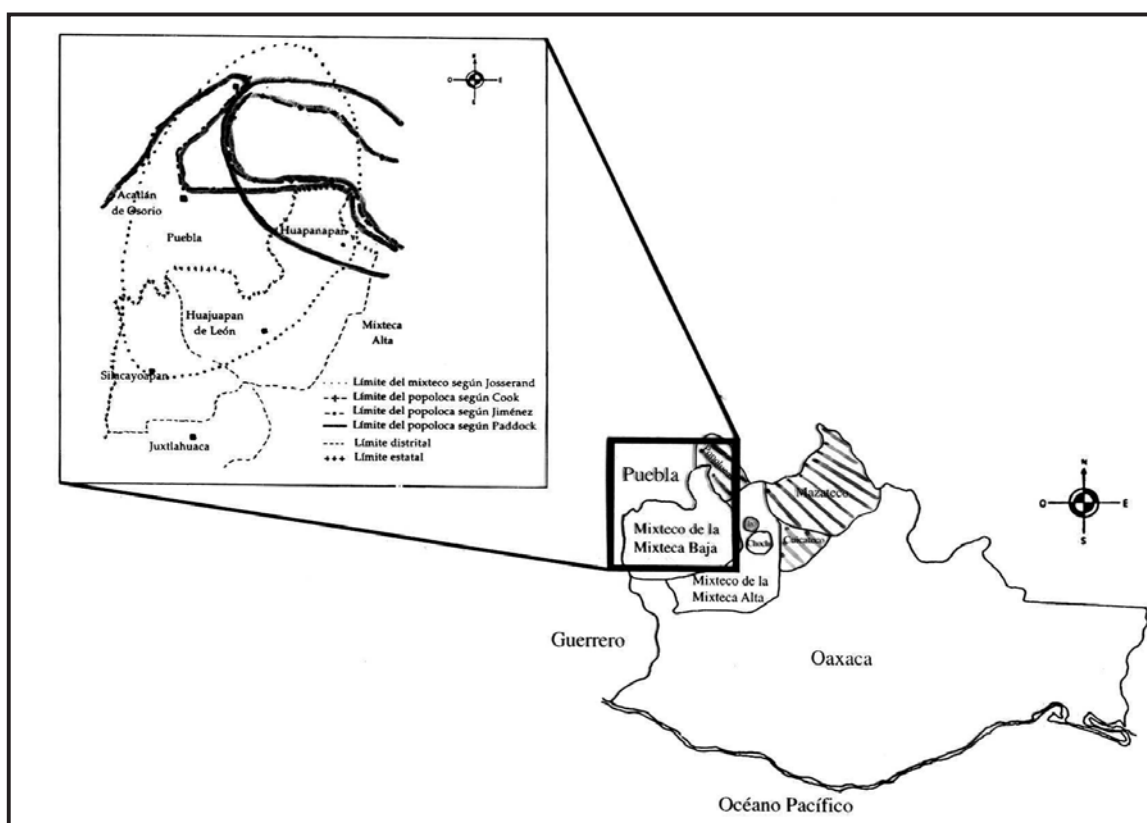 N
O E
S
Acatlán
de Osorio
Puebla
Huapanapan
Huajuapan
de León
Mixteca
Alta
Silacayoapan
Juxtlahuaca
Límite del mixteco según Josserand
Límite del popoloca según Cook
Límite del popoloca según Jiménez
Límite del popoloca según Paddock
Límite distrital
Límite estatal
Puebla
Mazateco
Mixteco de la
Mixteca Baja
Chocho
Cuicateco
Mixteco de la
Mixteca Alta
N
O E
S
Guerrero
Oaxaca
Océano Pacífico